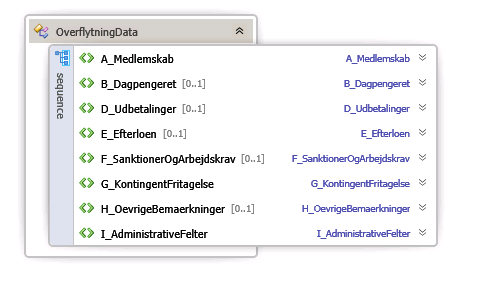 OverflytningData
sequence
A_Medlemskab A_Medlemskab
B_Dagpengeret [0..1] B_Dagpengeret
D_Udbetalinger [0..1] D_Udbetalinger
E_Efterloen [0..1] E_Efterloen
F_SanktionerOgArbejdskrav [0..1] F_SanktionerOgArbejdskrav
G_KontingentFritagelse G_KontingentFritagelse
H_OevrigeBemaerkninger [0..1] H_OevrigeBemaerkninger
I_AdministrativeFelter I_AdministrativeFelter